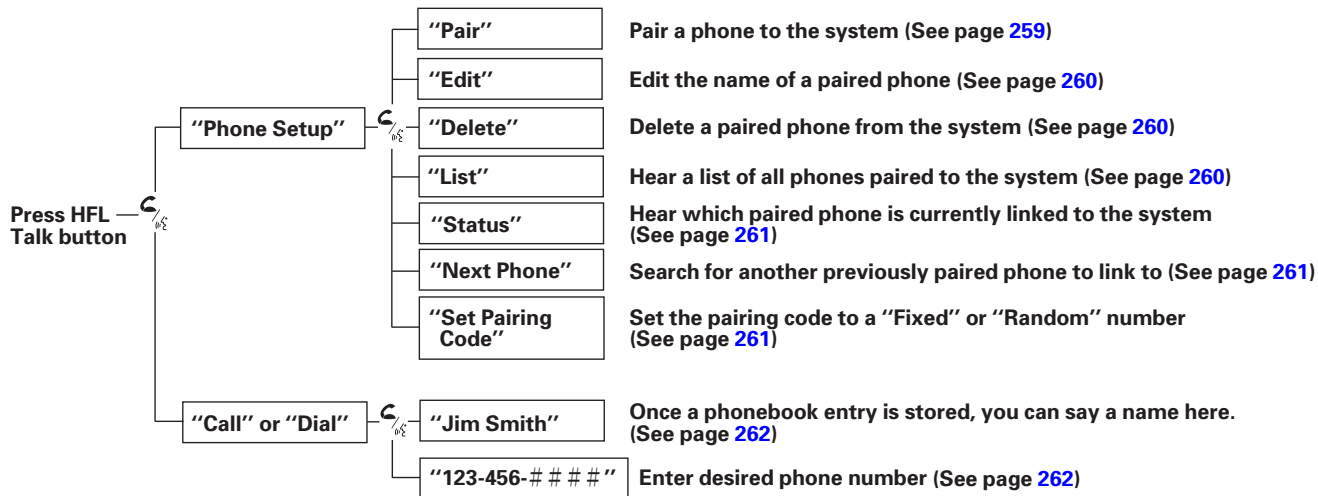 "Pair" Pair a phone to the system (See page 259)
"Edit" Edit the name of a paired phone (See page 260)
"Phone Setup" "Delete" Delete a paired phone from the system (See page 260)
"List" Hear a list of all phones paired to the system (See page 260)
Press HFL
Talk button
"Status" Hear which paired phone is currently linked to the system
(See page 261)
"Next Phone" Search for another previously paired phone to link to (See page 261)
"Set Pairing
Code"
Set the pairing code to a "Fixed" or "Random" number
(See page 261)
"Call" or "Dial" "Jim Smith" Once a phonebook entry is stored, you can say a name here.
(See page 262)
"123-456-####" Enter desired phone number (See page 262)